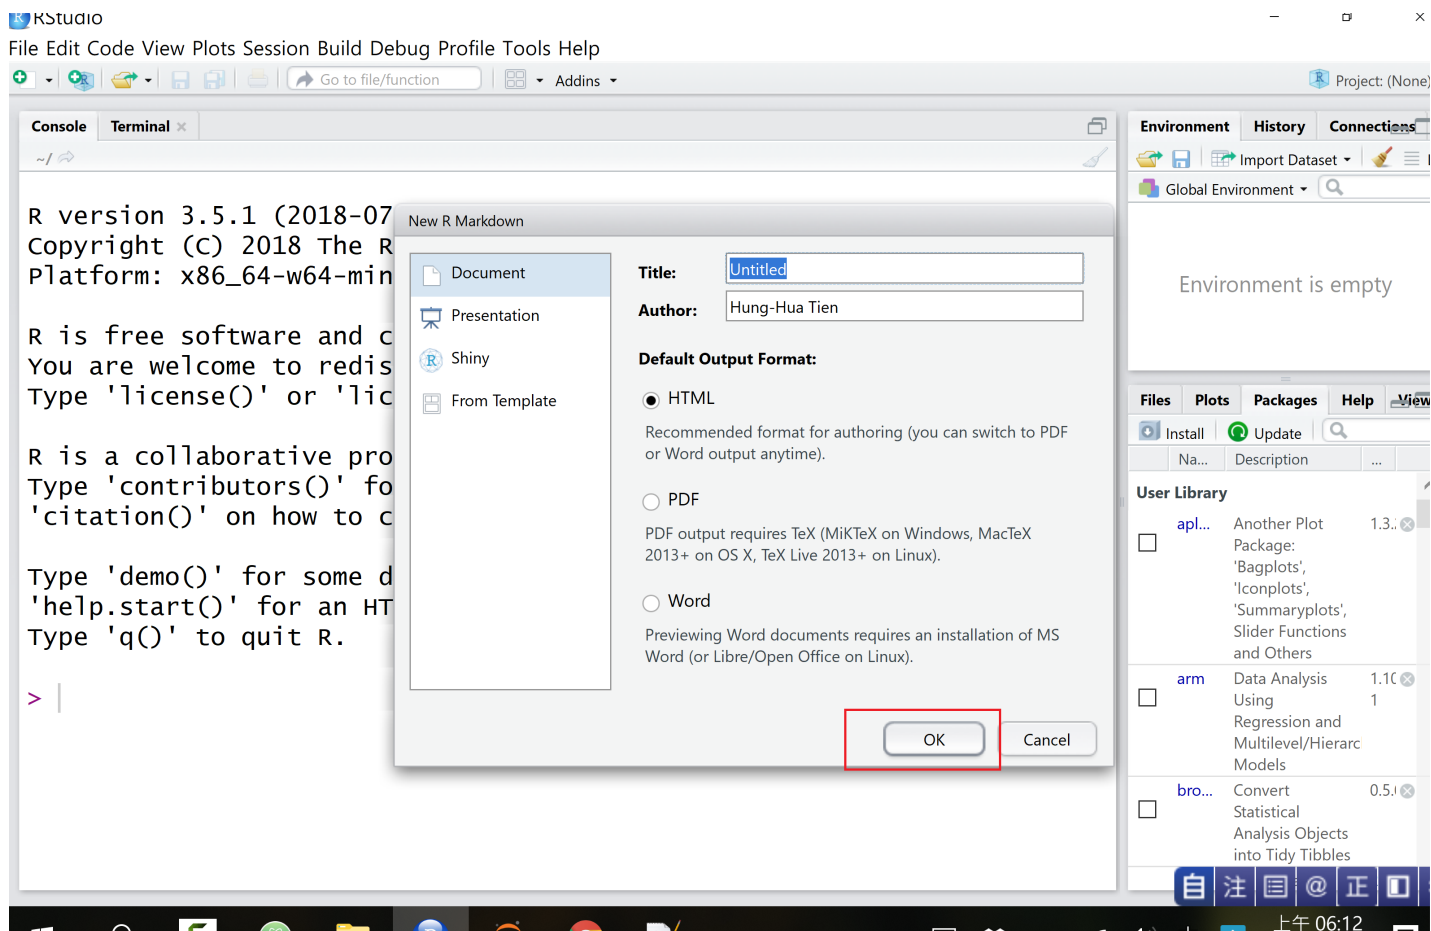 RStudio
File Edit Code View Plots Session Build Debug Profile Tools Help
Go to file/function
Addins
Project: (None)
Console
Terminal
~/
R version 3.5.1 (2018-07
Copyright (C) 2018 The R
Platform: x86_64-w64-min
R is free software and c
You are welcome to redis
Type 'license()' or 'lic
R is a collaborative pro
Type 'contributors()' fo
'citation()' on how to c
Type 'demo()' for some d
'help.start()' for an HT
Type 'q()' to quit R.
>
New R Markdown
Document
Presentation
Shiny
From Template
Title: Untitled
Author: Hung-Hua Tien
Default Output Format:
HTML
Recommended format for authoring (you can switch to PDF
or Word output anytime).
PDF
PDF output requires TeX (MiKTeX on Windows, MacTeX
2013+ on OS X, TeX Live 2013+ on Linux).
Word
Previewing Word documents requires an installation of MS
Word (or Libre/Open Office on Linux).
OK
Cancel
Environment History Connections
Import Dataset
Global Environment
Environment is empty
Files Plots Packages Help View
Install Update
Na... Description ...
User Library
apl... Another Plot 1.3.
Package:
'Bagplots',
'Iconplots',
'Summaryplots',
Slider Functions
and Others
arm Data Analysis 1.10
Using 1
Regression and
Multilevel/Hierarc
Models
bro... Convert 0.5.
Statistical
Analysis Objects
into Tidy Tibbles
自 注 @ 正
上午 06:12